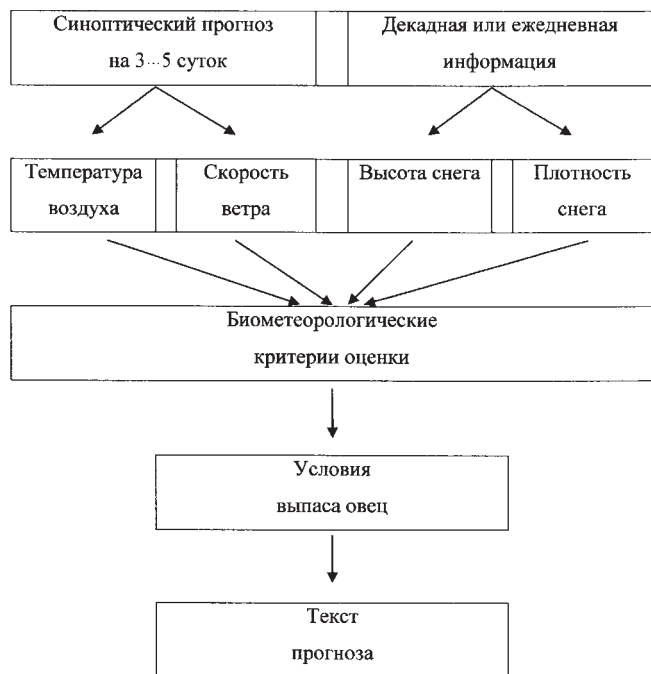 Синоптический прогноз
на 3...5 суток
Декадная или ежедневная
информация
Температура
воздуха
Скорость
ветра
Высота снега
Плотность
снега
Биометеорологические
критерии оценки
Условия
выпаса овец
Текст
прогноза